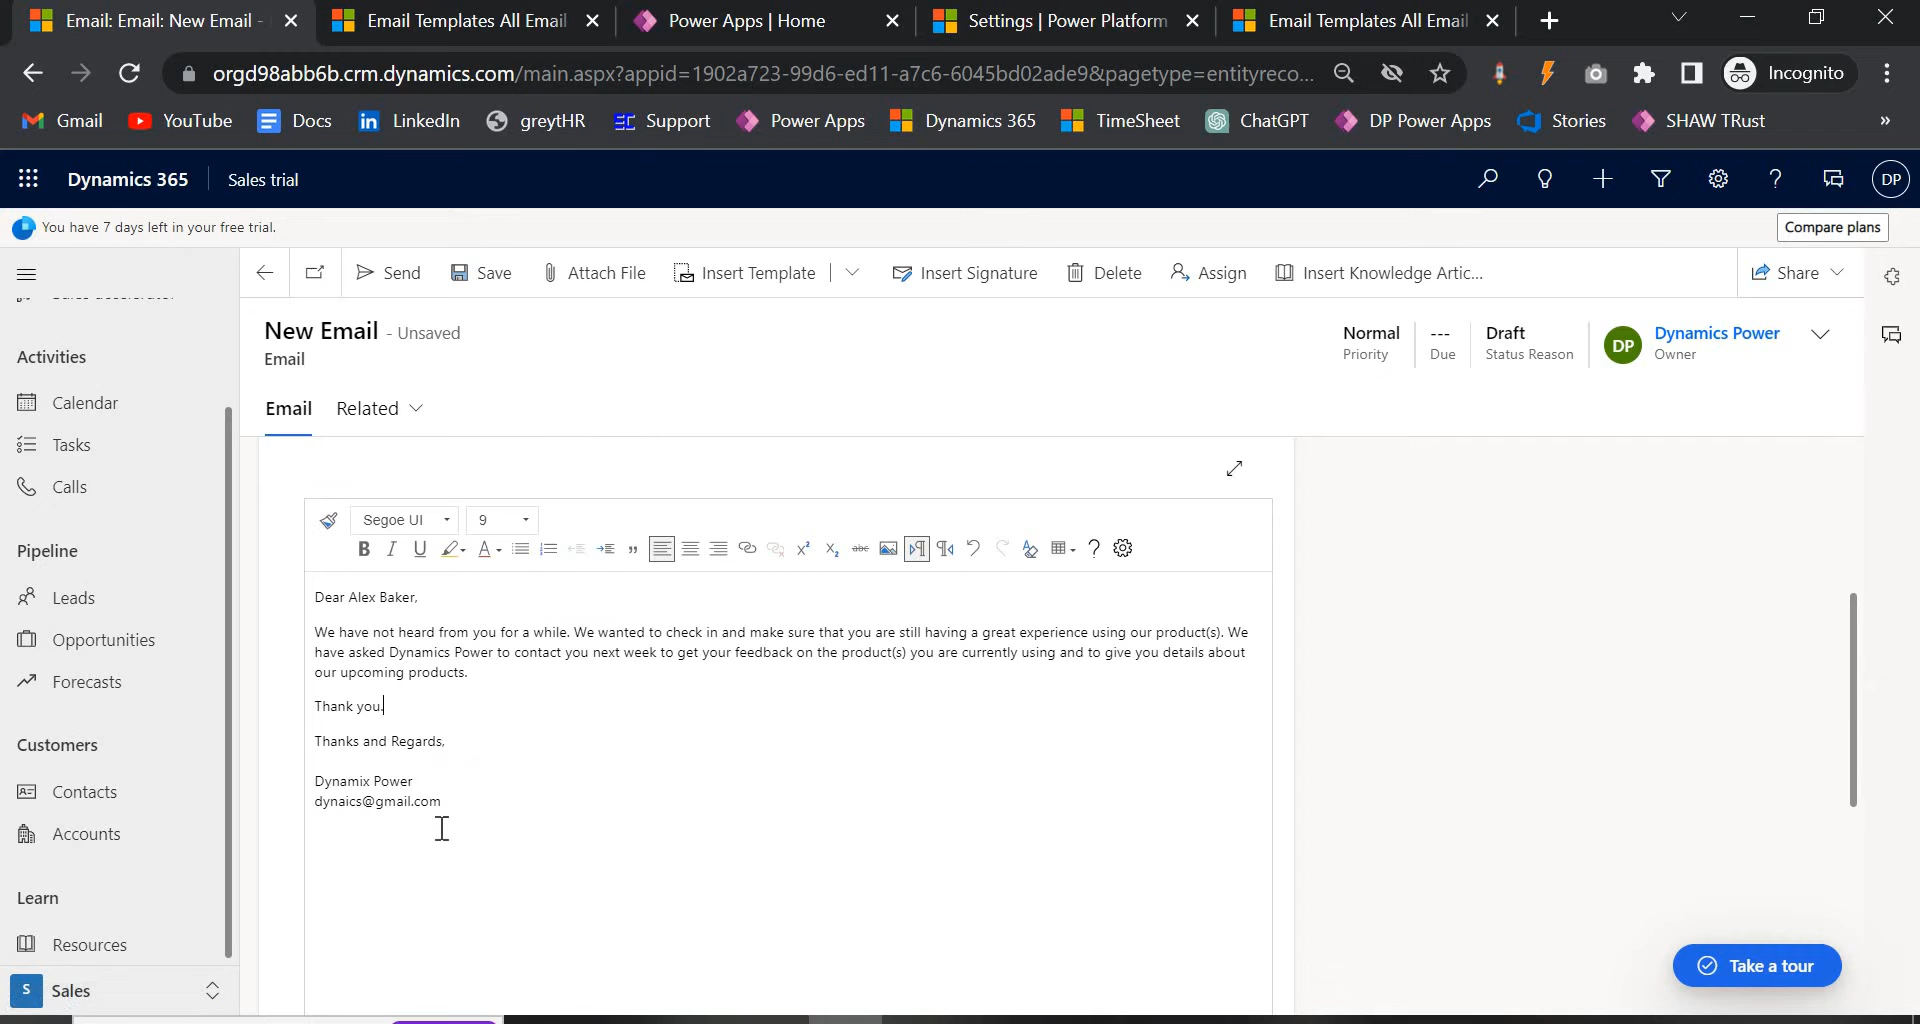 Email: Email: New Email -
Email Templates All Email
Power Apps | Home
Settings | Power Platform
Email Templates All Email
orgd98abb6b.crm.dynamics.com/main.aspx?appid=1902a723-99d6-ed11-a7c6-6045bd02ade9&pagetype=entityreco...
Incognito
Gmail
YouTube
Docs
LinkedIn
greytHR
Support
Power Apps
Dynamics 365
TimeSheet
ChatGPT
DP Power Apps
Stories
SHAW TRust
»
Dynamics 365
Sales trial
DP
You have 7 days left in your free trial.
Compare plans
Send
Save
Attach File
Insert Template
Insert Signature
Delete
Assign
Insert Knowledge Artic...
Share
New Email - Unsaved
Email
Normal
Priority
---
Due
Draft
Status Reason
DP
Dynamics Power
Owner
Email
Related
Activities
Calendar
Tasks
Calls
Pipeline
Leads
Opportunities
Forecasts
Customers
Contacts
Accounts
Learn
Resources
S
Sales
Segoe UI
9
Dear Alex Baker,
We have not heard from you for a while. We wanted to check in and make sure that you are still having a great experience using our product(s). We
have asked Dynamics Power to contact you next week to get your feedback on the product(s) you are currently using and to give you details about
our upcoming products.
Thank you.
Thanks and Regards,
Dynamix Power
dynaics@gmail.com
Take a tour